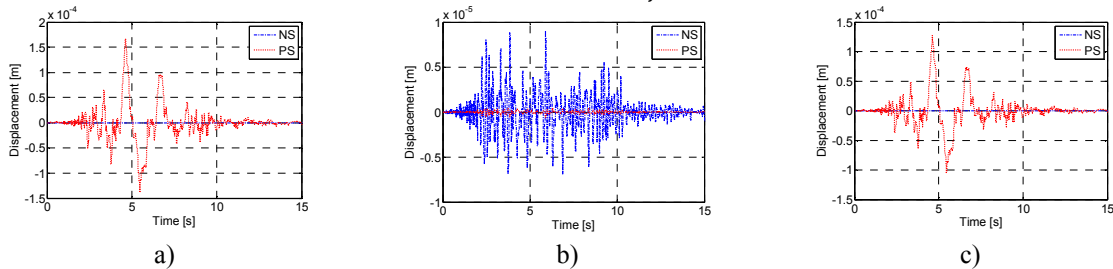 x 10⁻⁴
2
1.5
1
0.5
0
-0.5
-1
-1.5
Displacement [m]
0 5 10 15
Time [s]
NS
PS
a)
x 10⁻⁵
1
0.5
0
-0.5
-1
Displacement [m]
0 5 10 15
Time [s]
NS
PS
b)
x 10⁻⁴
1.5
1
0.5
0
-0.5
-1
-1.5
Displacement [m]
0 5 10 15
Time [s]
NS
PS
c)